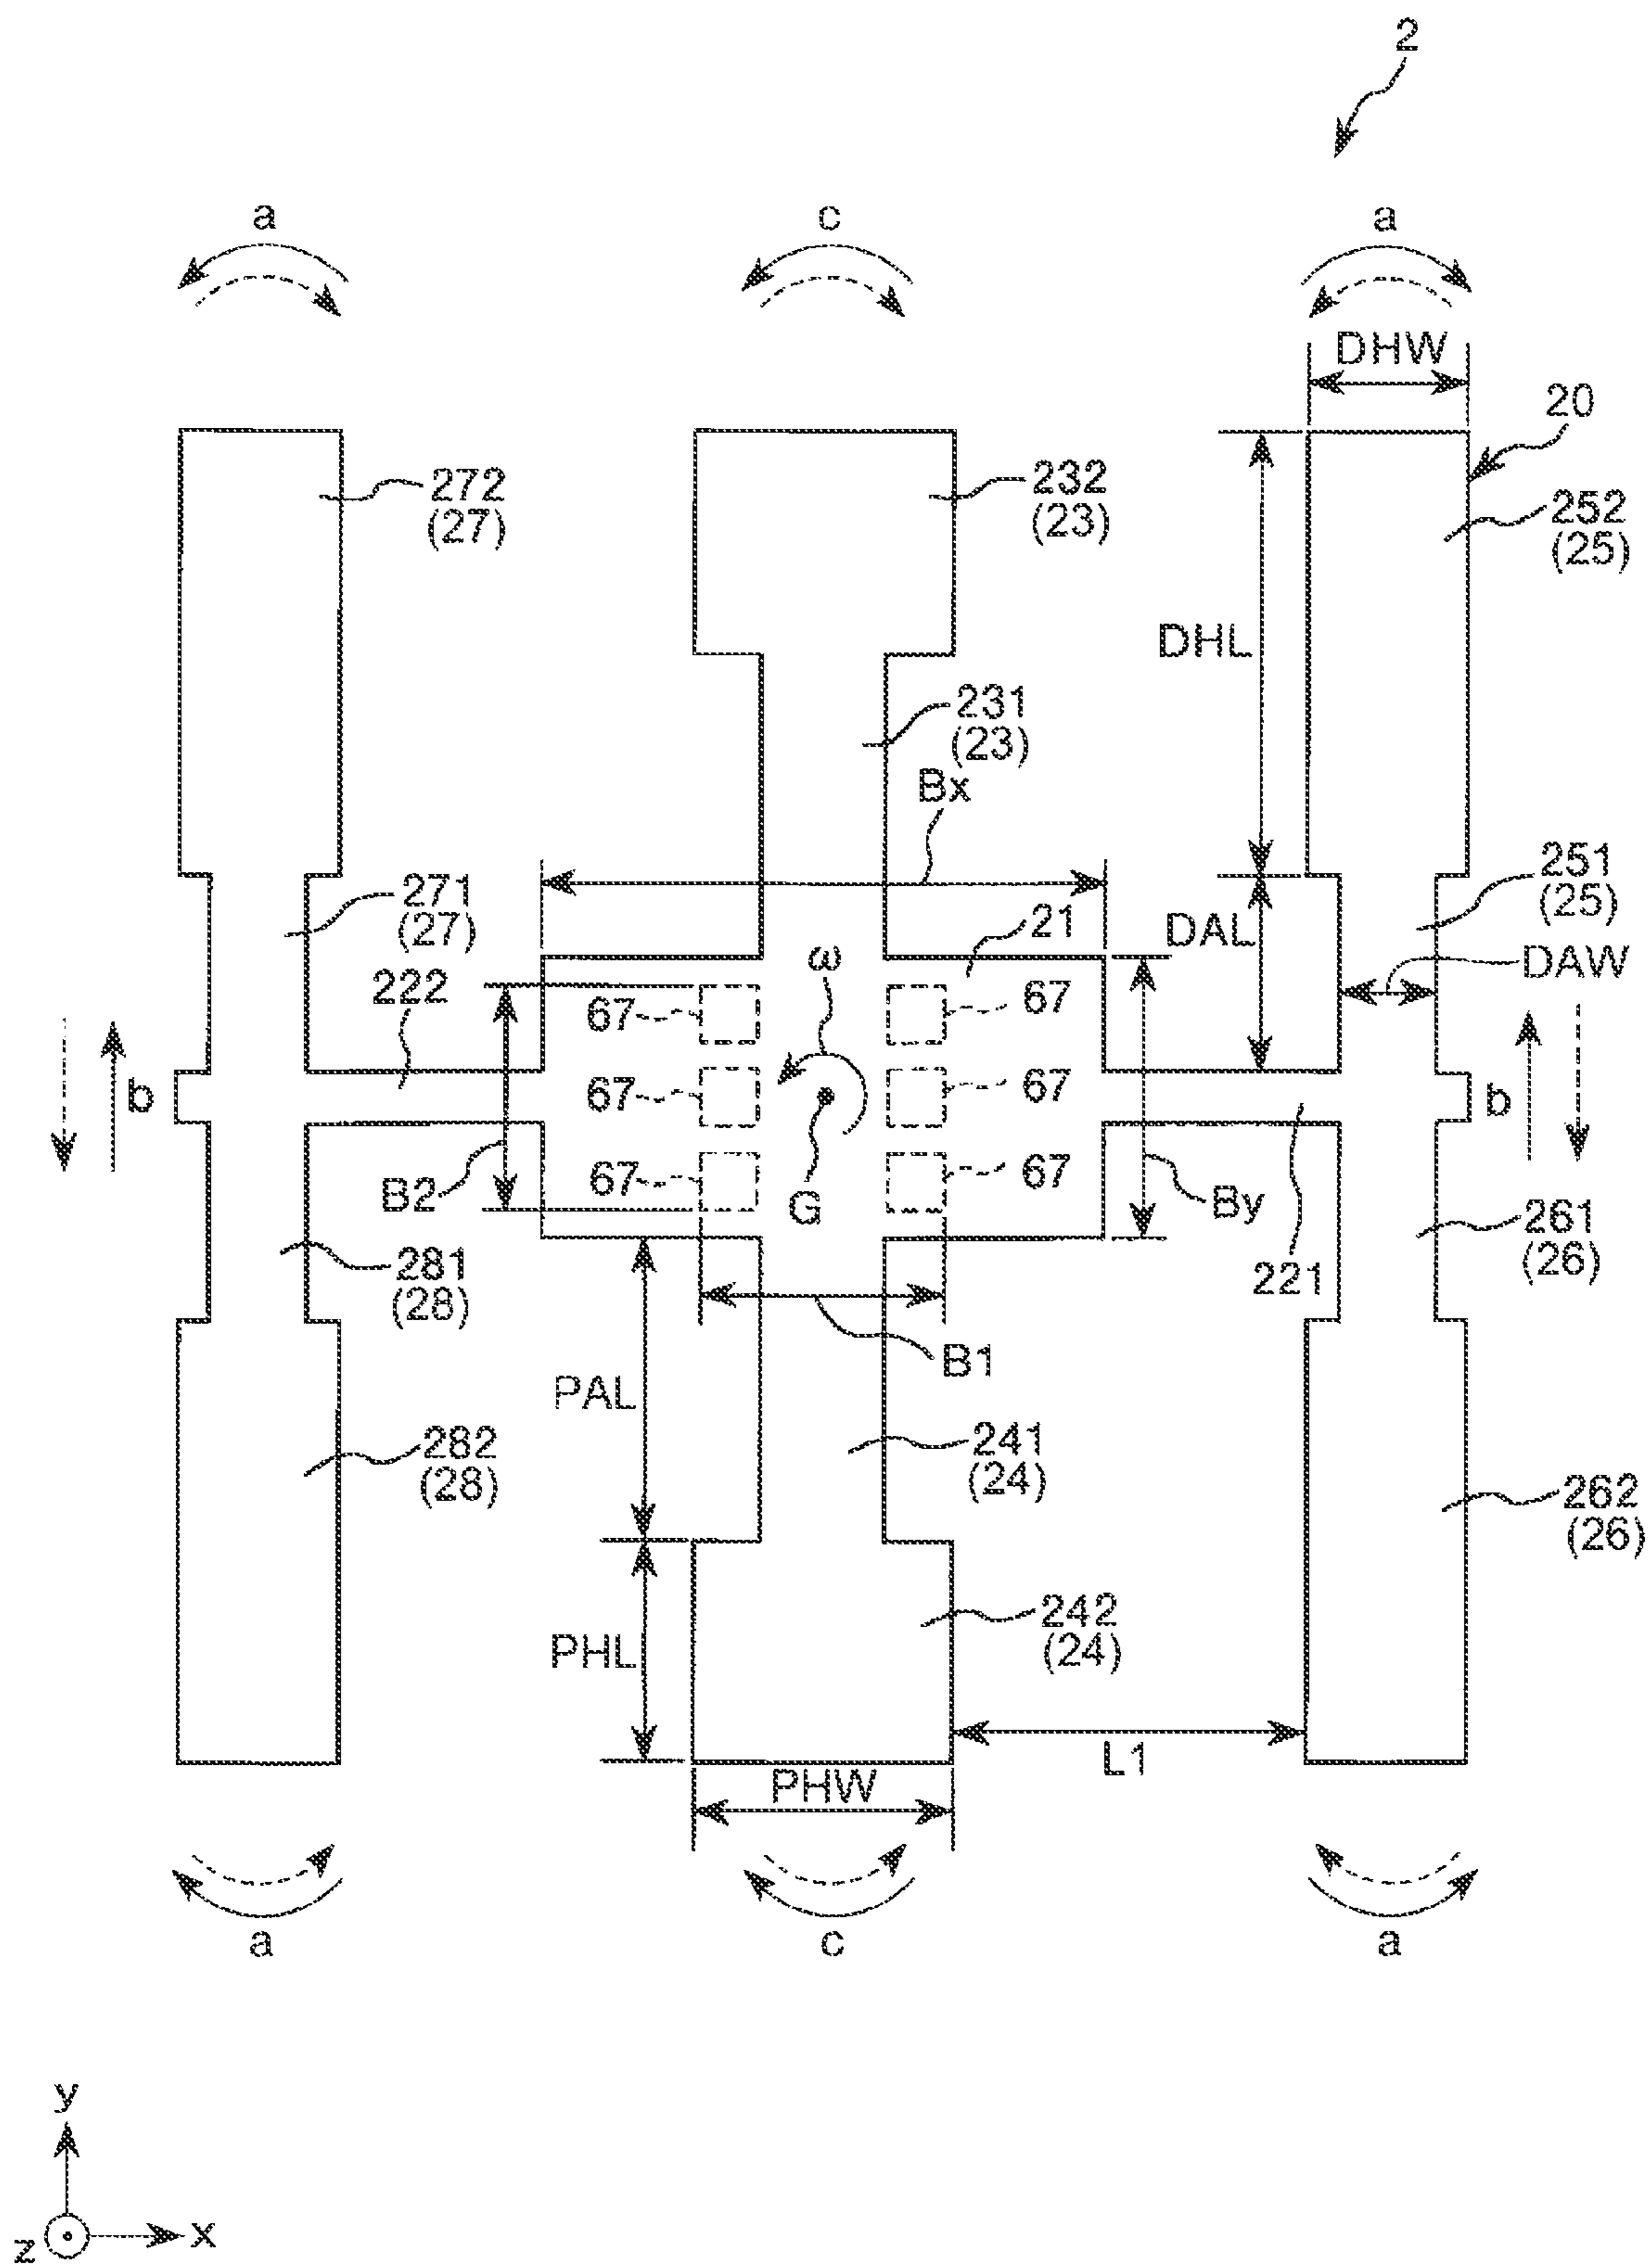 2
a
c
a
DHW
20
272
(27)
232
(23)
252
(25)
DHL
231
(23)
Bx
271
(27)
251
(25)
21
DAL
ω
DAW
222
67
67
b
67
67
b
67
67
B2
G
By
261
(26)
281
(28)
221
B1
PAL
282
(28)
241
(24)
262
(26)
242
(24)
PHL
L1
PHW
a
c
a
y
z
x